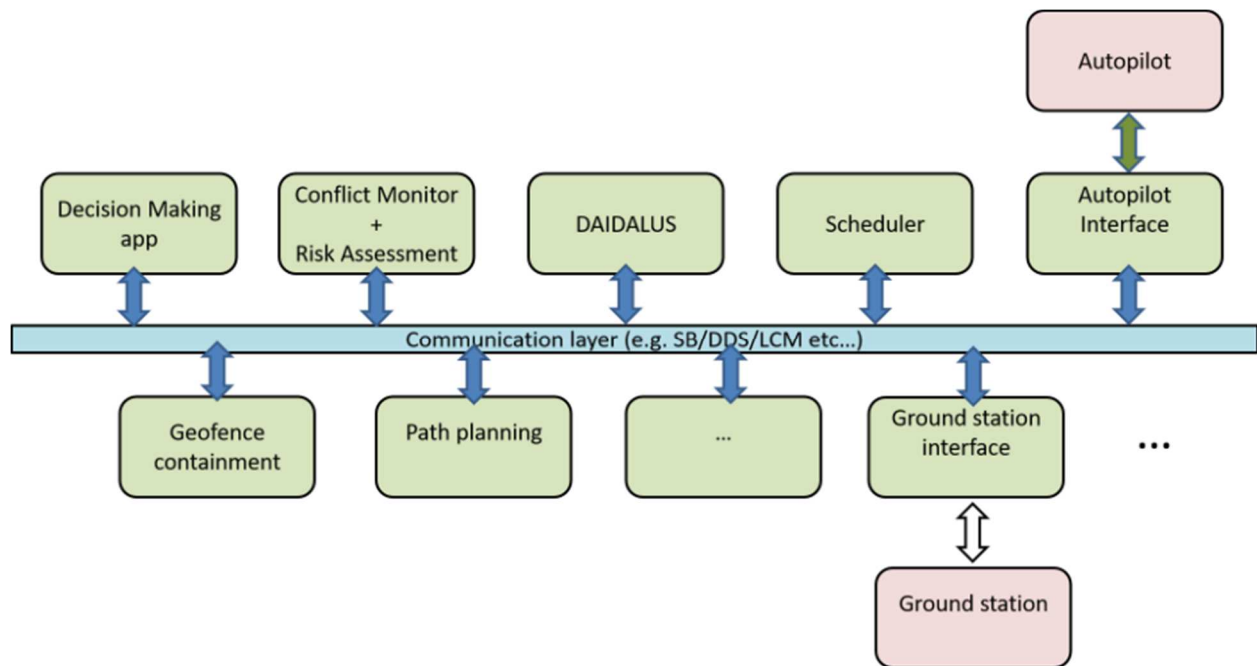 Autopilot
Decision Making
app
Conflict Monitor
+
Risk Assessment
DAIDALUS
Scheduler
Autopilot
Interface
Communication layer (e.g. SB/DDS/LCM etc...)
Geofence
containment
Path planning
...
Ground station
interface
...
Ground station